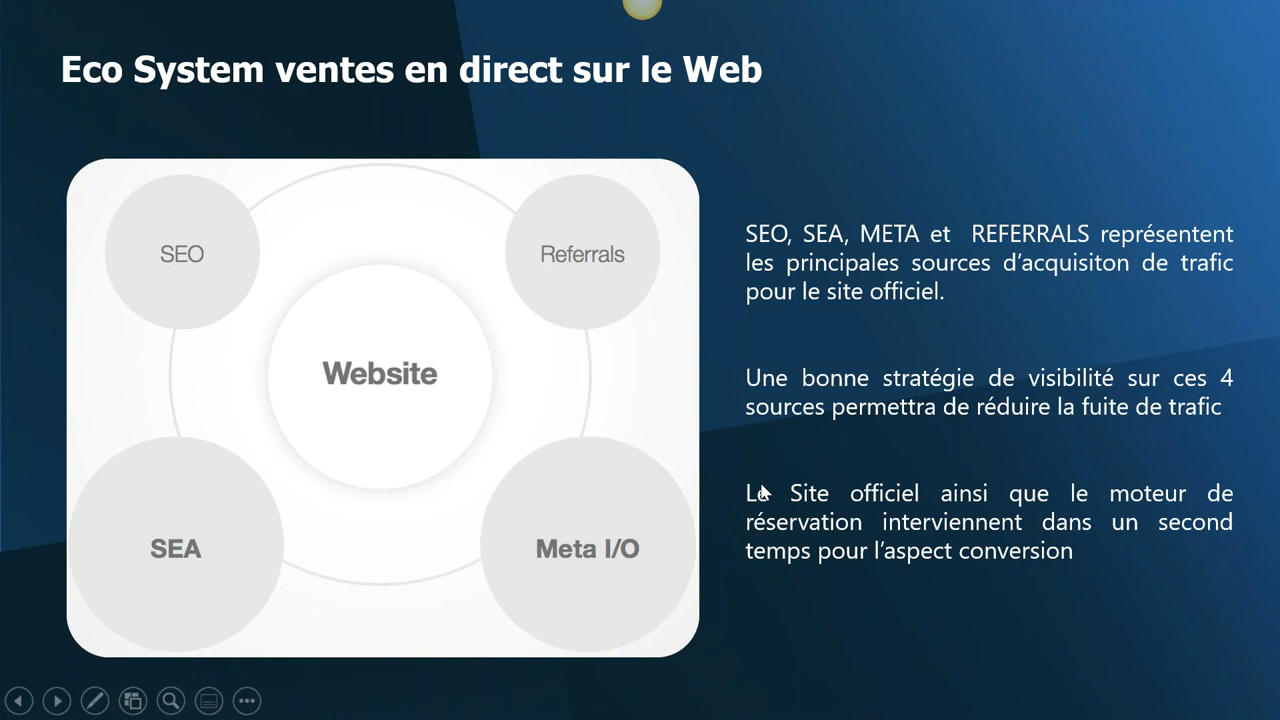 Eco System ventes en direct sur le Web
SEO
Referrals
Website
SEA
Meta I/O
SEO, SEA, META et REFERRALS représentent
les principales sources d’acquisiton de trafic
pour le site officiel.
Une bonne stratégie de visibilité sur ces 4
sources permettra de réduire la fuite de trafic
Le Site officiel ainsi que le moteur de
réservation interviennent dans un second
temps pour l’aspect conversion